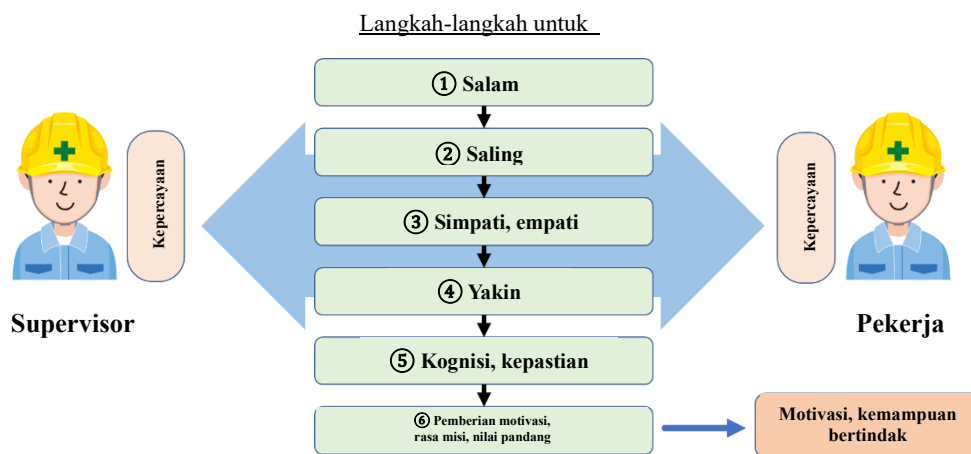 Langkah-langkah untuk
① Salam
② Saling
③ Simpati, empati
④ Yakin
⑤ Kognisi, kepastian
⑥ Pemberian motivasi,
rasa misi, nilai pandang
Kepercayaan
Supervisor
Kepercayaan
Pekerja
Motivasi, kemampuan
bertindak